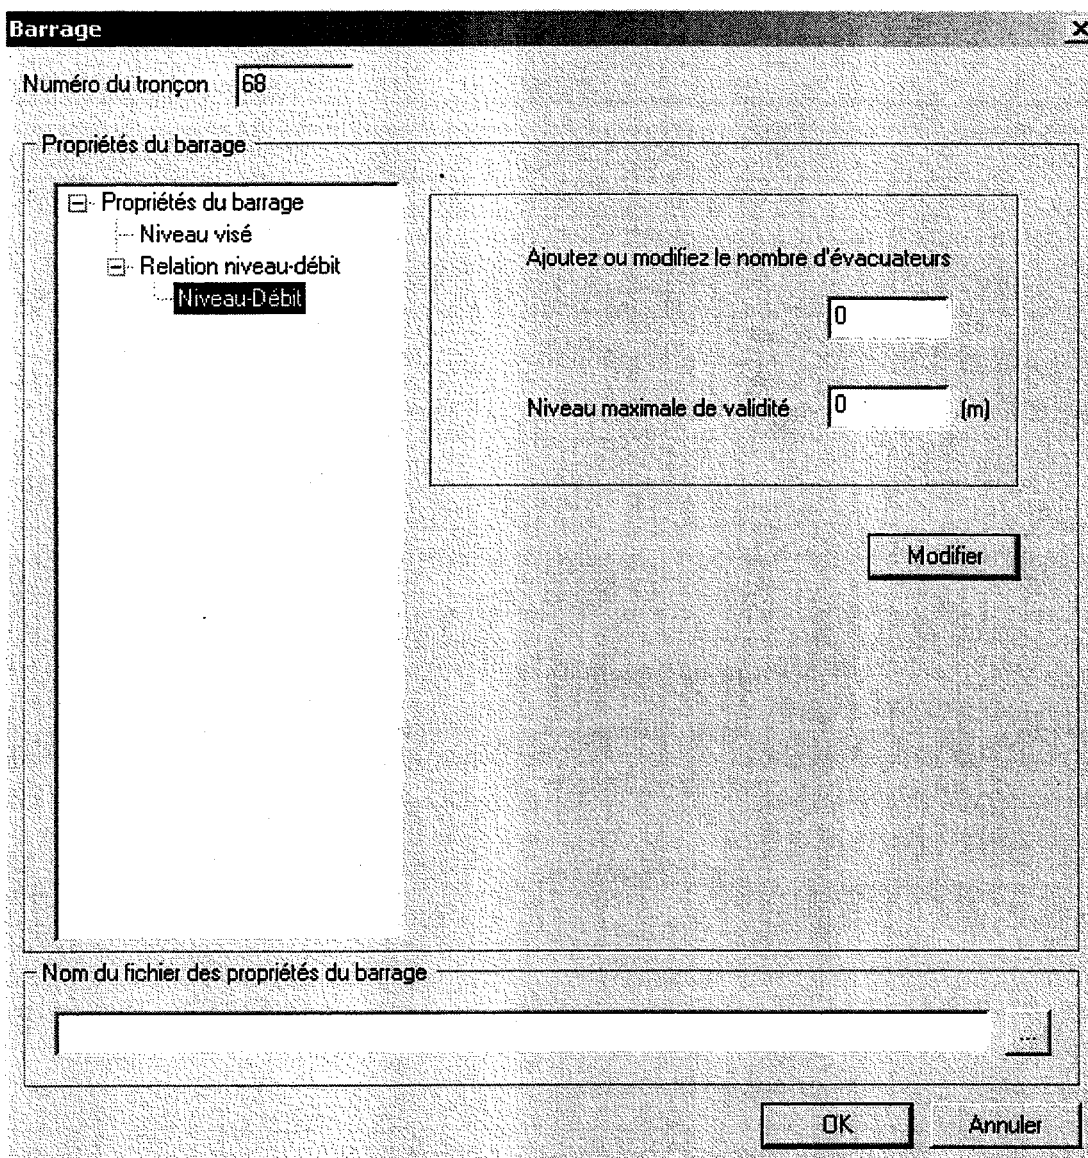 Barrage
Numéro du tronçon 68
Propriétés du barrage
Propriétés du barrage
Niveau visé
Relation niveau-débit
Niveau-Débit
Ajoutez ou modifiez le nombre d'évacuateurs
0
Niveau maximale de validité 0 (m)
Modifier
Nom du fichier des propriétés du barrage
...
OK Annuler